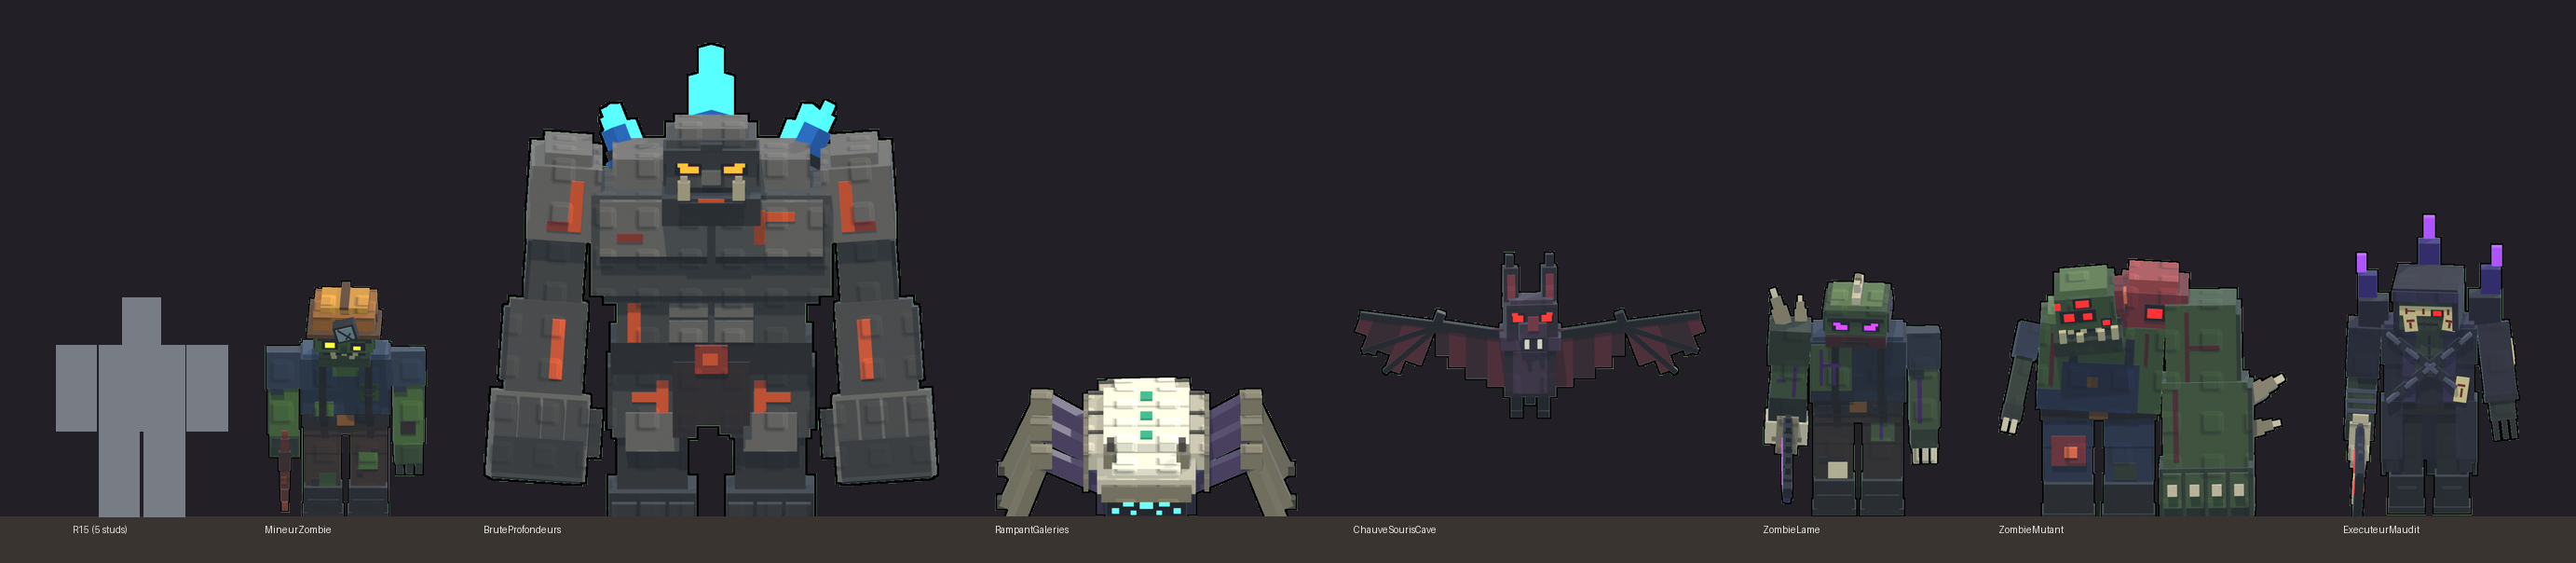 R15 (5 studs)
MineurZombie
BruteProfondeurs
RampantGaleries
ChauveSourisCave
ZombieLame
ZombieMutant
ExecuteurMaudit